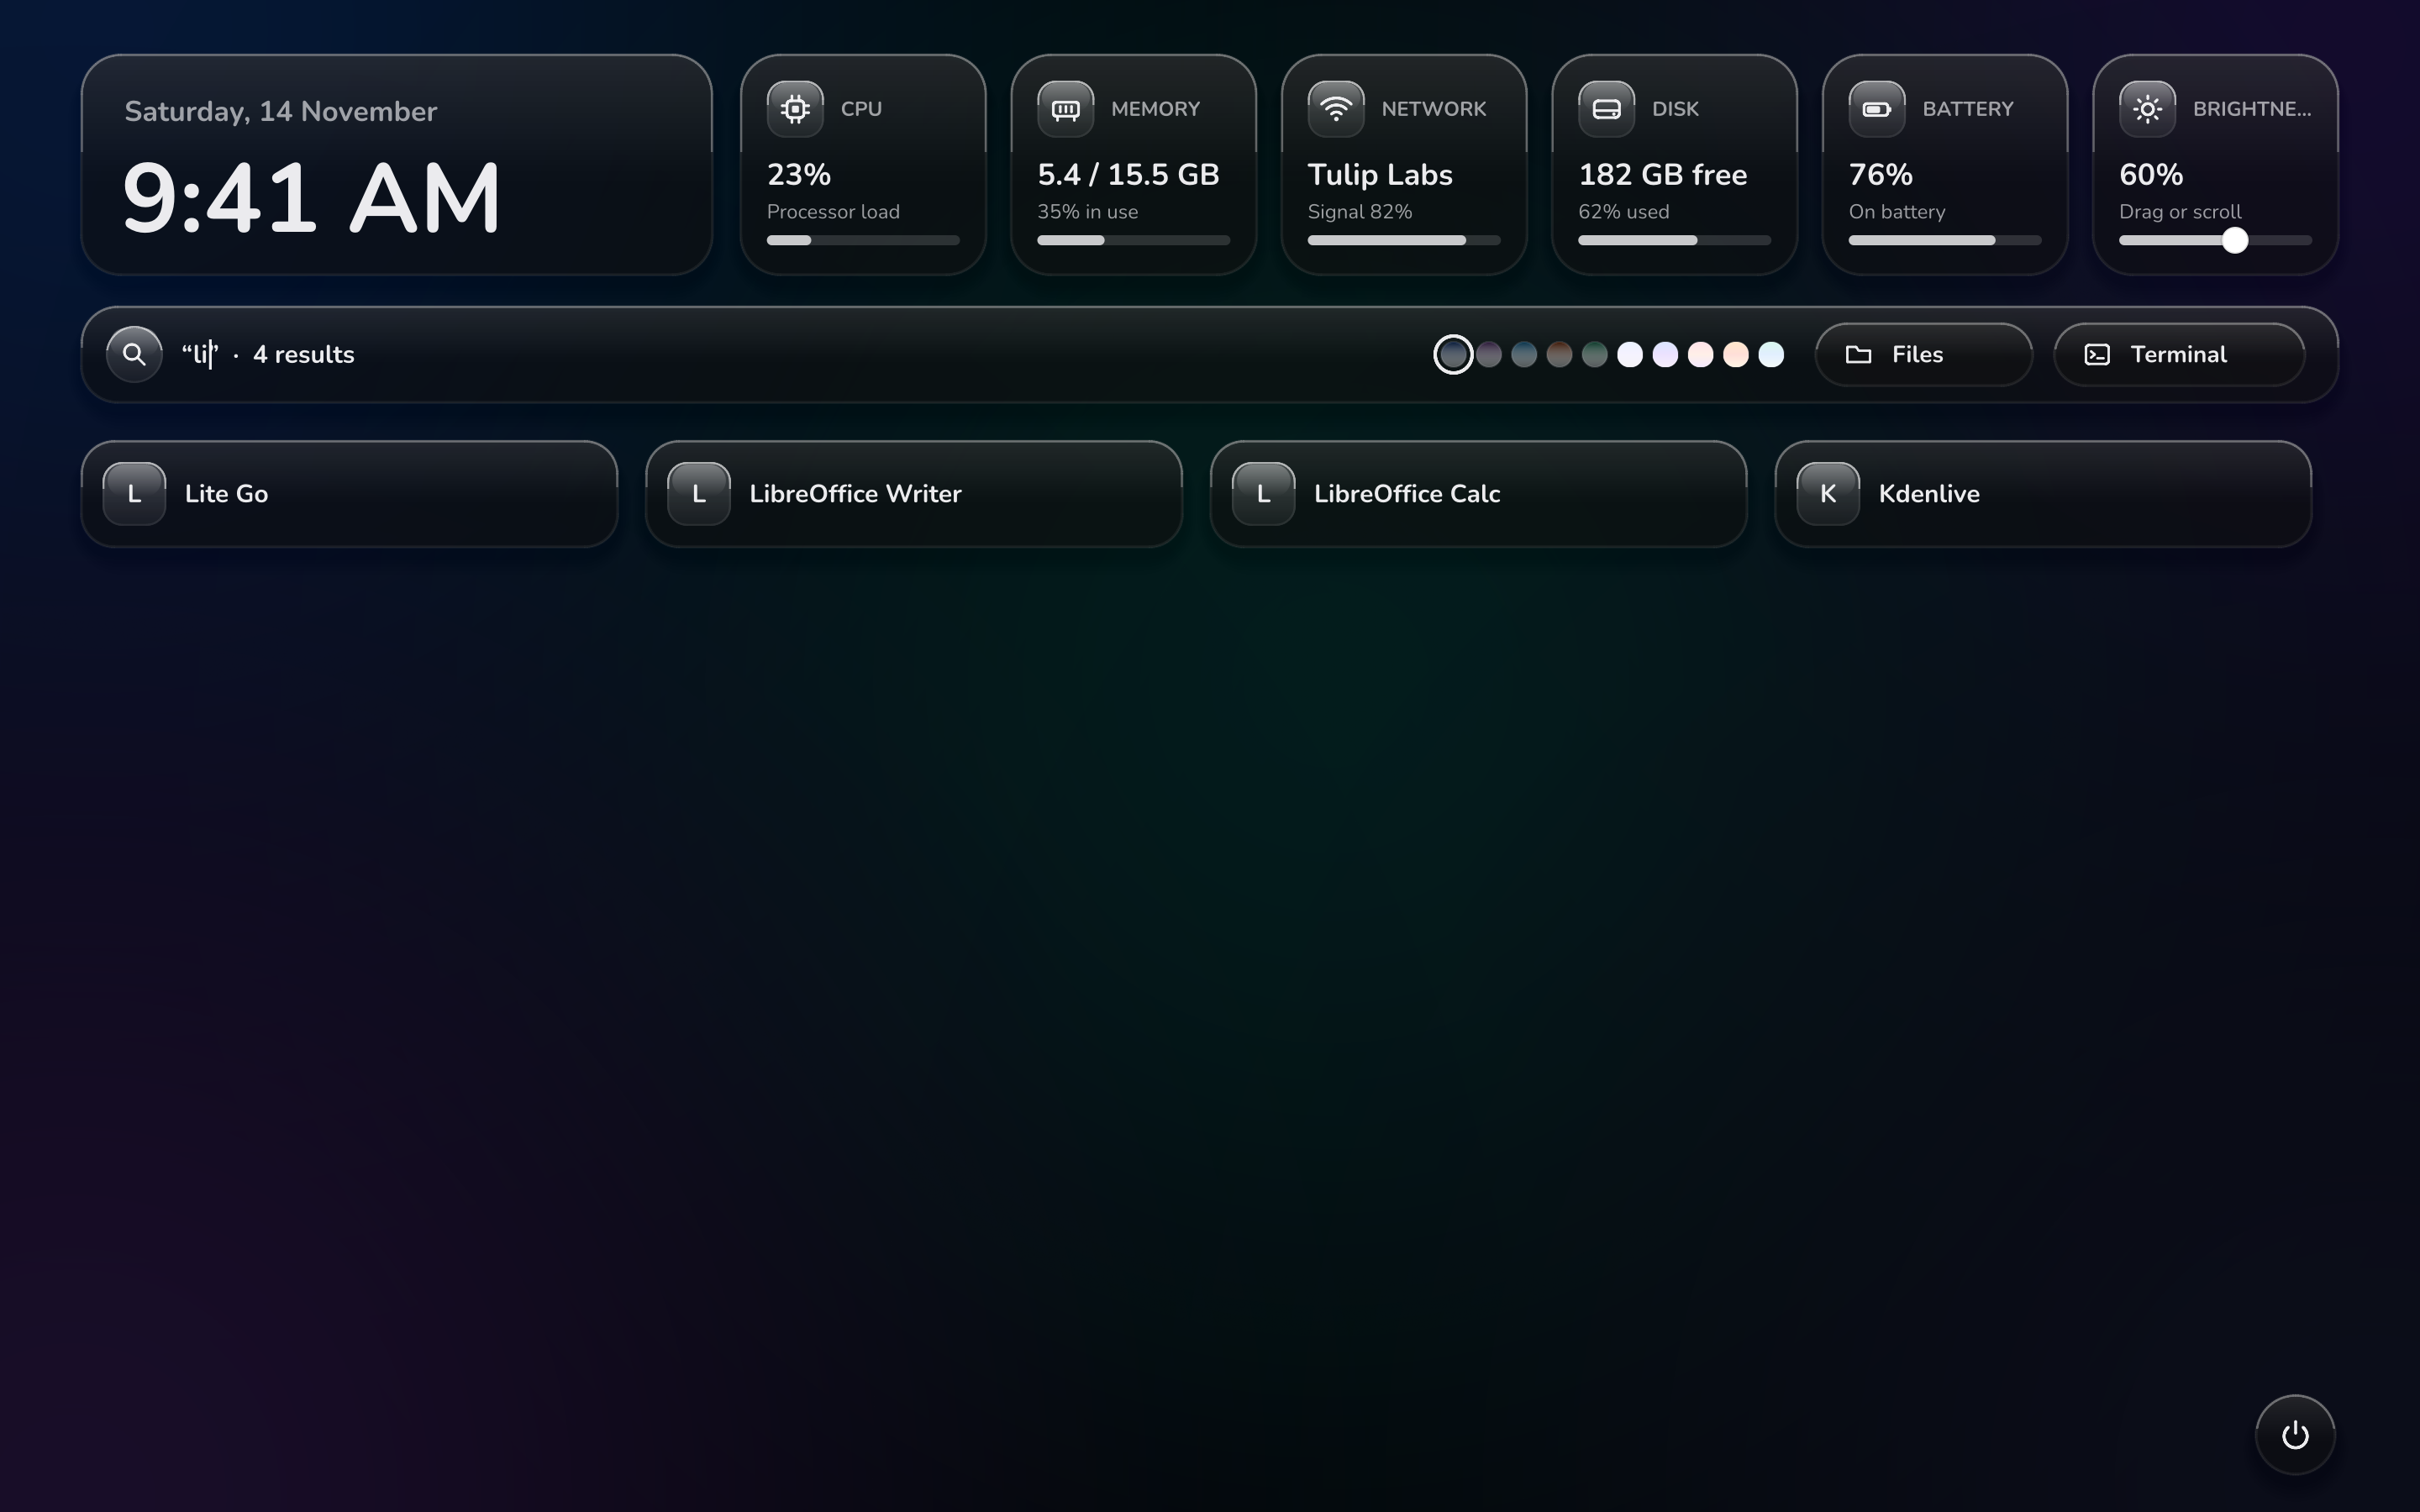 Saturday, 14 November
9:41 AM
CPU
23%
Processor load
MEMORY
5.4 / 15.5 GB
35% in use
NETWORK
Tulip Labs
Signal 82%
DISK
182 GB free
62% used
BATTERY
76%
On battery
BRIGHTNE...
60%
Drag or scroll
“li” · 4 results
Files
Terminal
L Lite Go
L LibreOffice Writer
L LibreOffice Calc
K Kdenlive